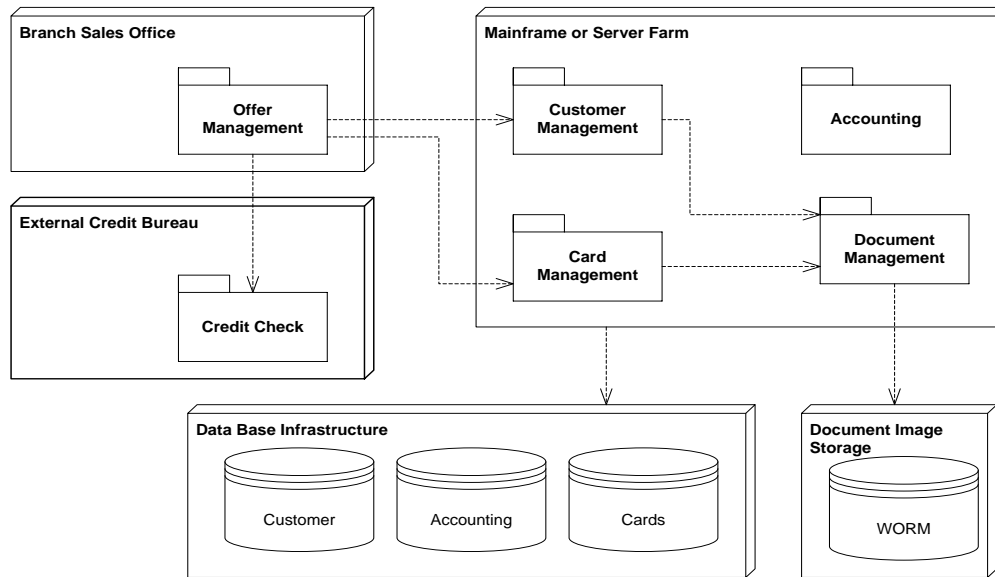 Branch Sales Office
Offer
Management
External Credit Bureau
Credit Check
Mainframe or Server Farm
Customer
Management
Accounting
Card
Management
Document
Management
Data Base Infrastructure
Customer
Accounting
Cards
Document Image
Storage
WORM